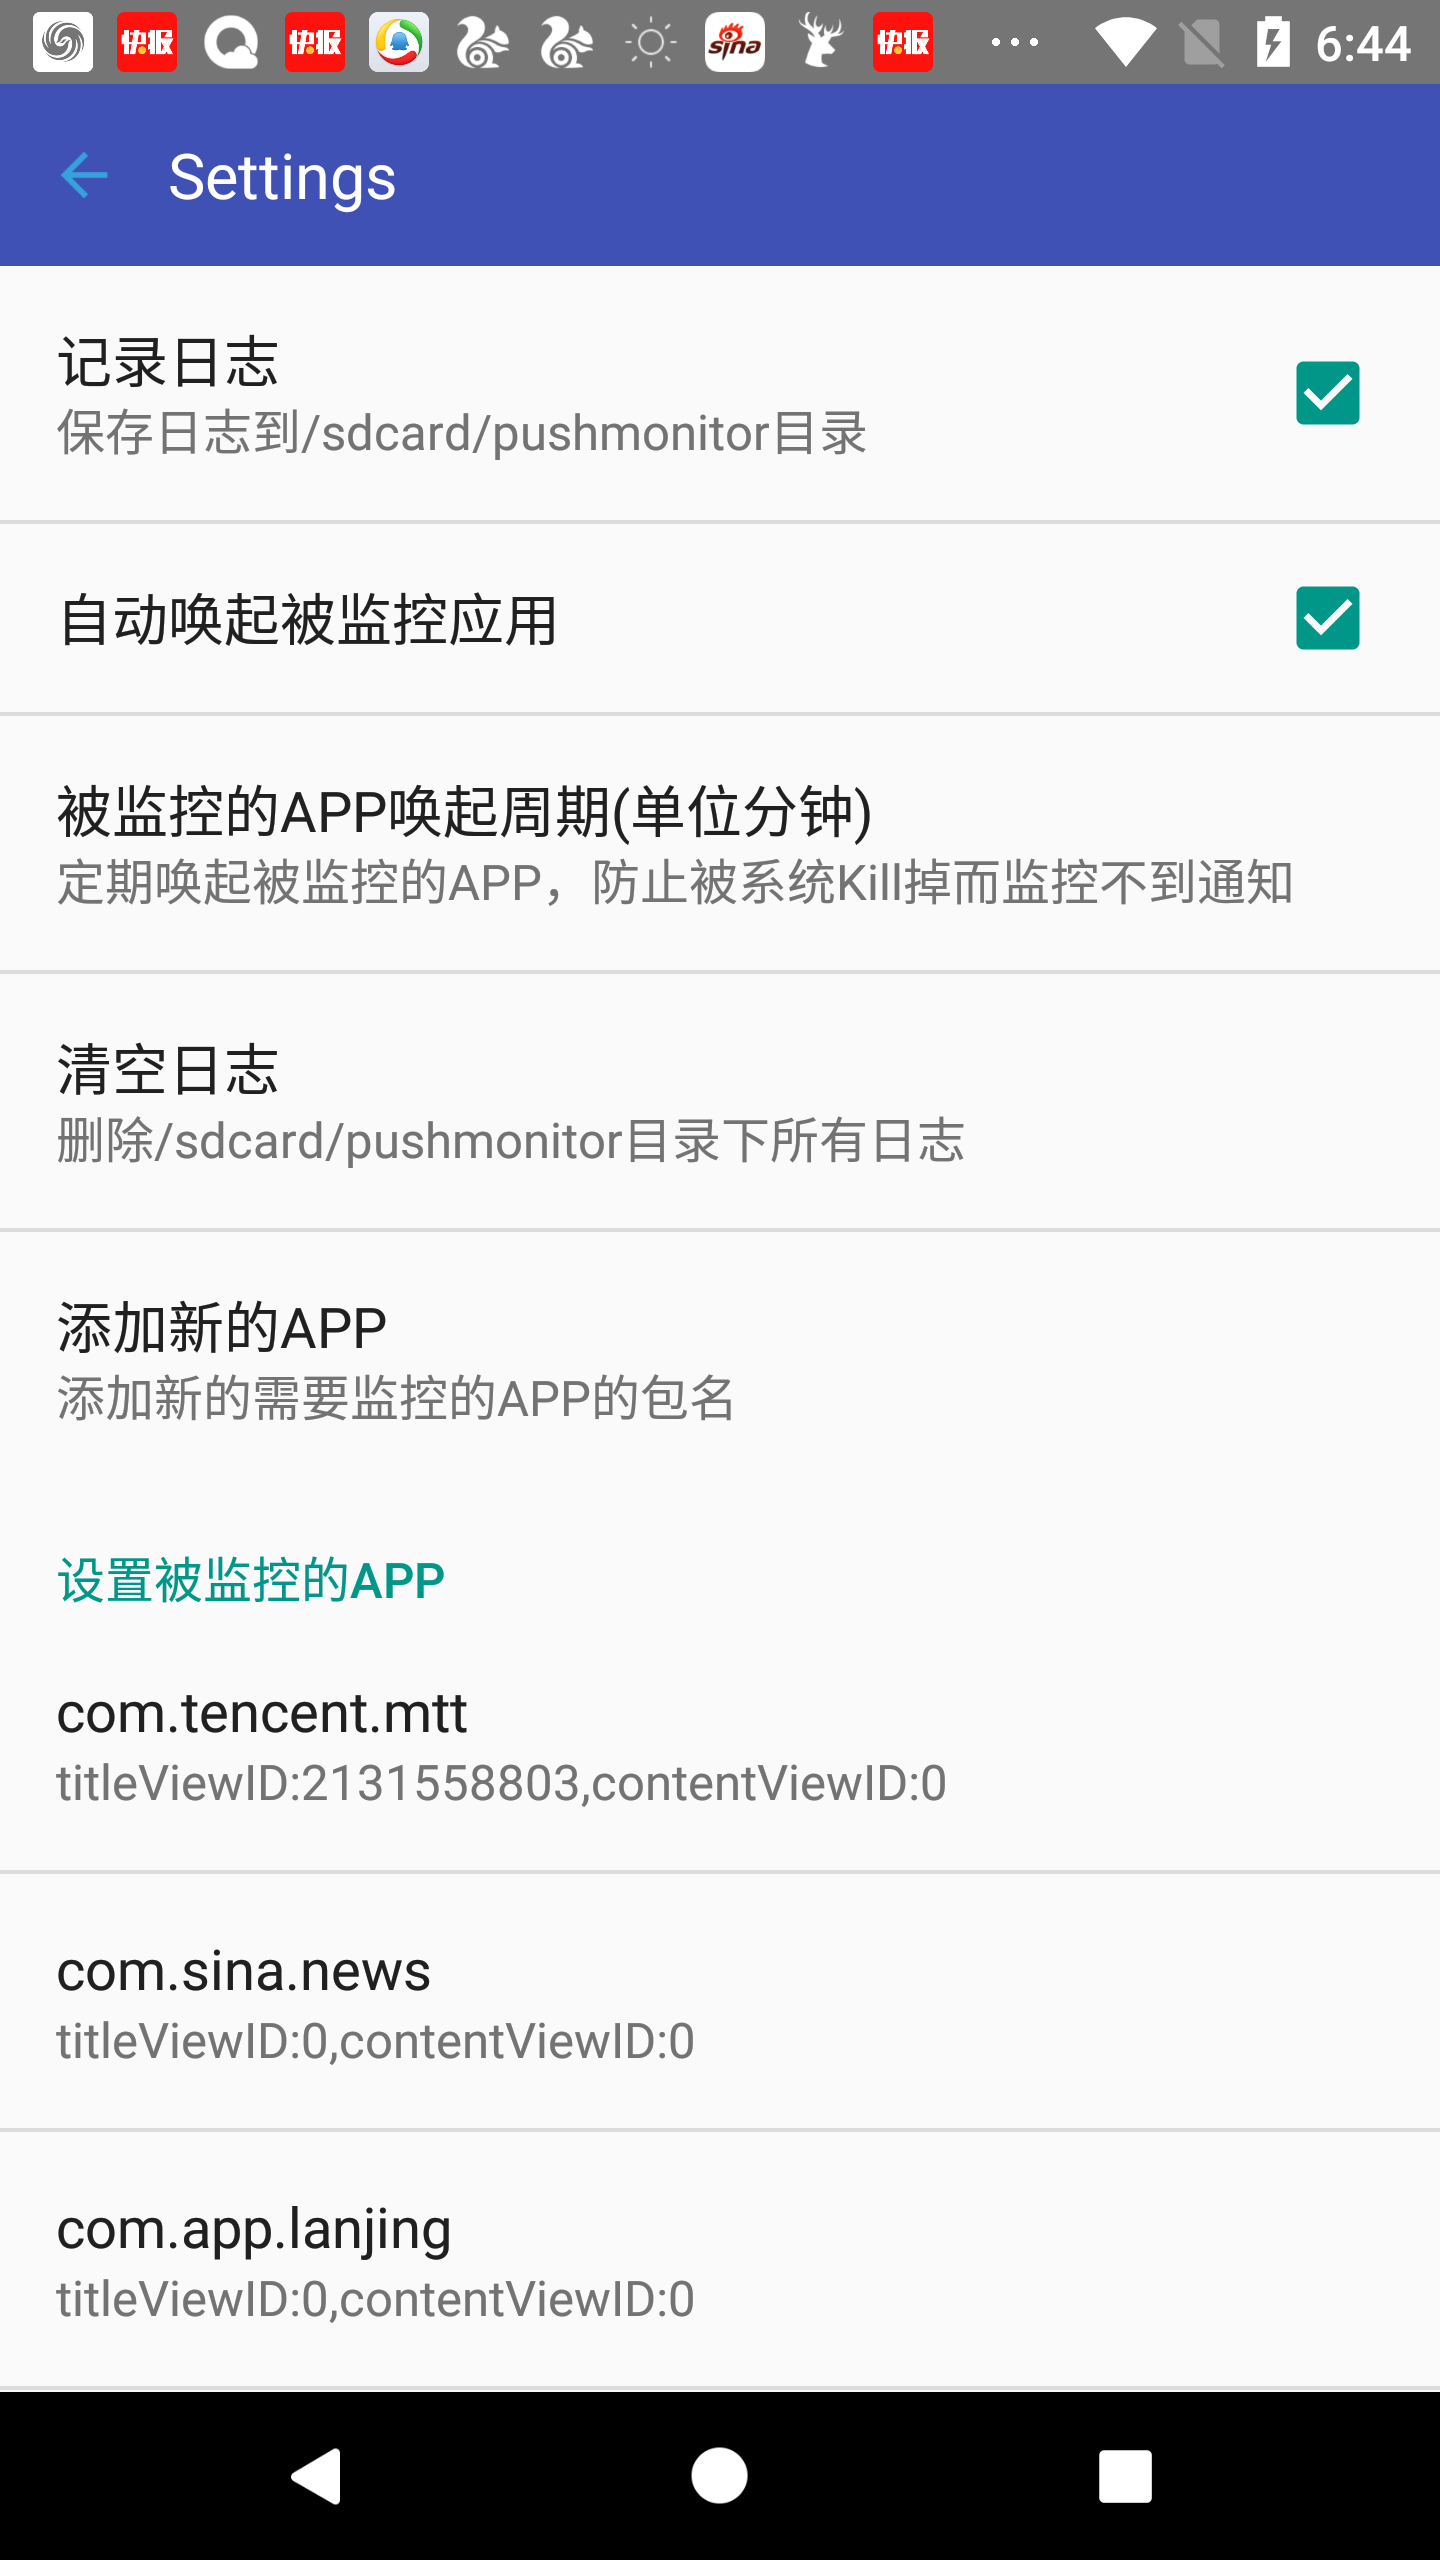 快报 快报 sina 快报 6:44
Settings
记录日志
保存日志到/sdcard/pushmonitor目录
自动唤起被监控应用
被监控的APP唤起周期(单位分钟)
定期唤起被监控的APP，防止被系统Kill掉而监控不到通知
清空日志
删除/sdcard/pushmonitor目录下所有日志
添加新的APP
添加新的需要监控的APP的包名
设置被监控的APP
com.tencent.mtt
titleViewID:2131558803,contentViewID:0
com.sina.news
titleViewID:0,contentViewID:0
com.app.lanjing
titleViewID:0,contentViewID:0